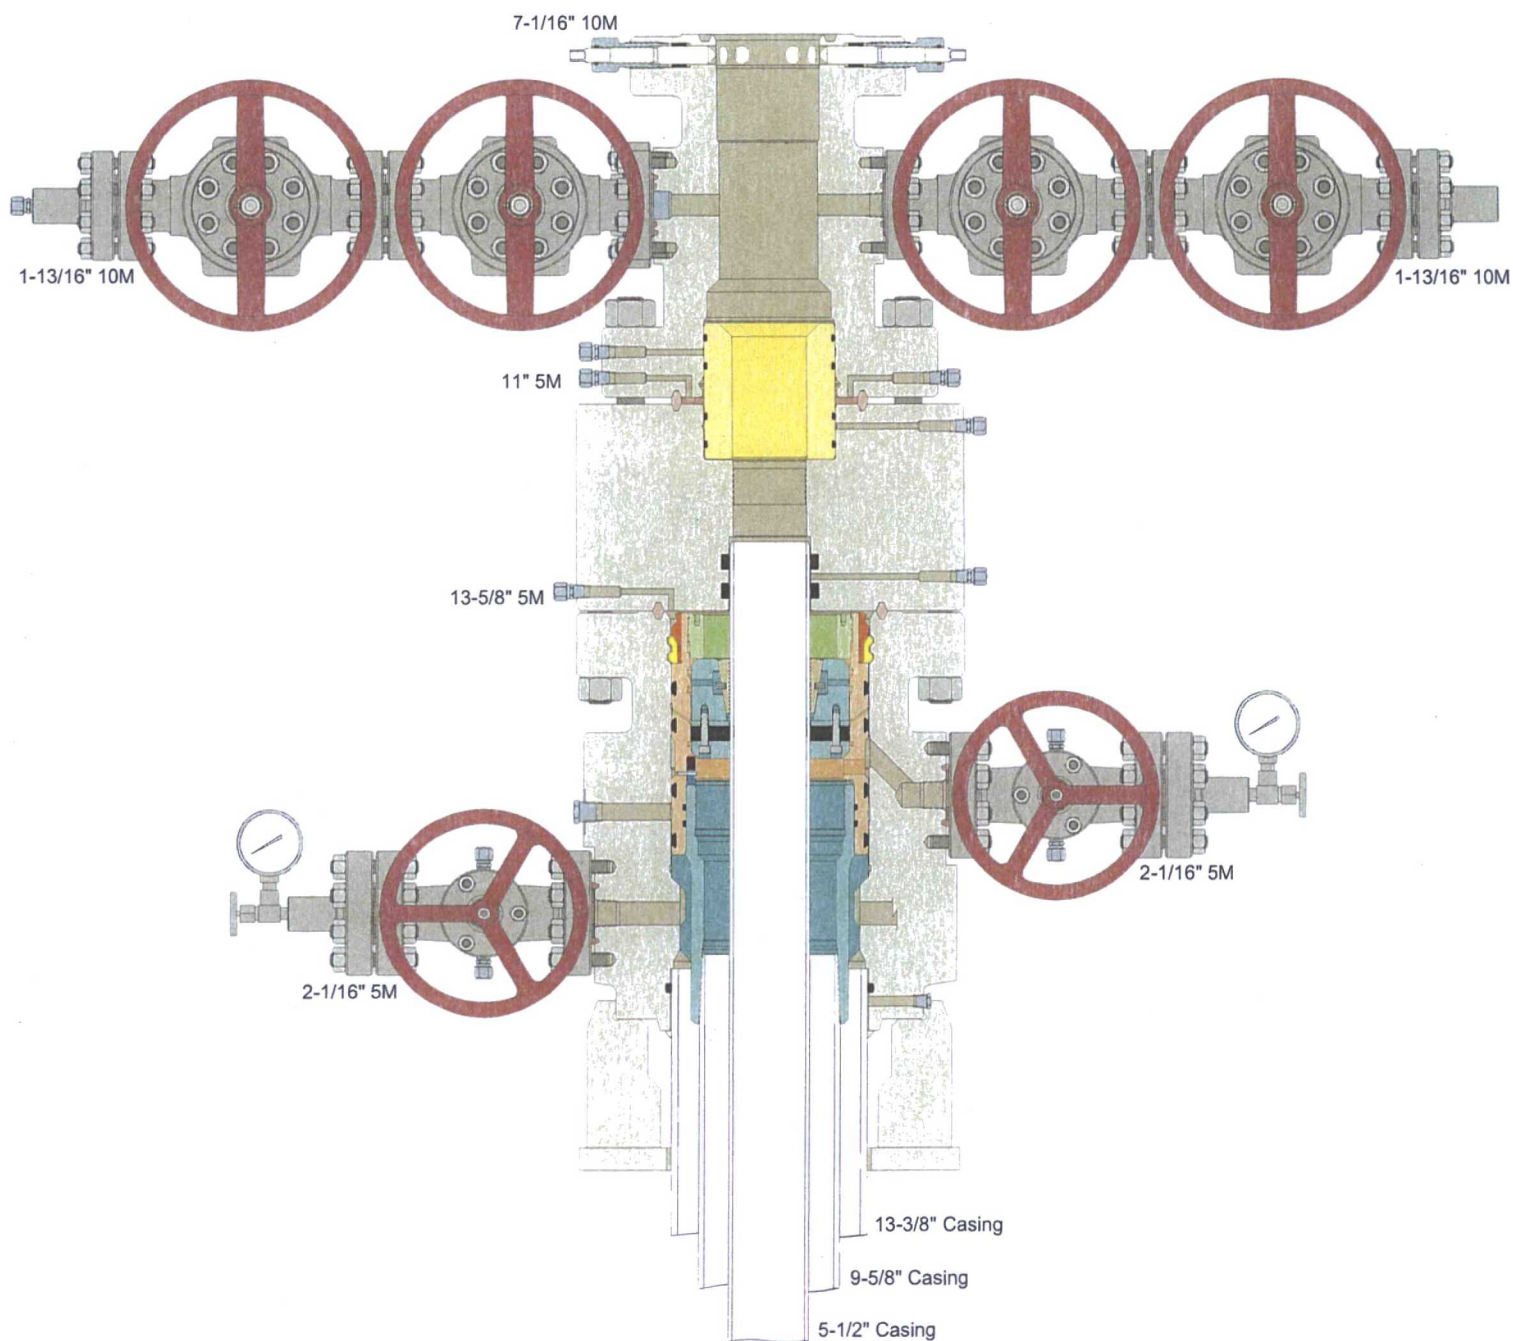 7-1/16" 10M
1-13/16" 10M
1-13/16" 10M
11" 5M
13-5/8" 5M
2-1/16" 5M
2-1/16" 5M
13-3/8" Casing
9-5/8" Casing
5-1/2" Casing